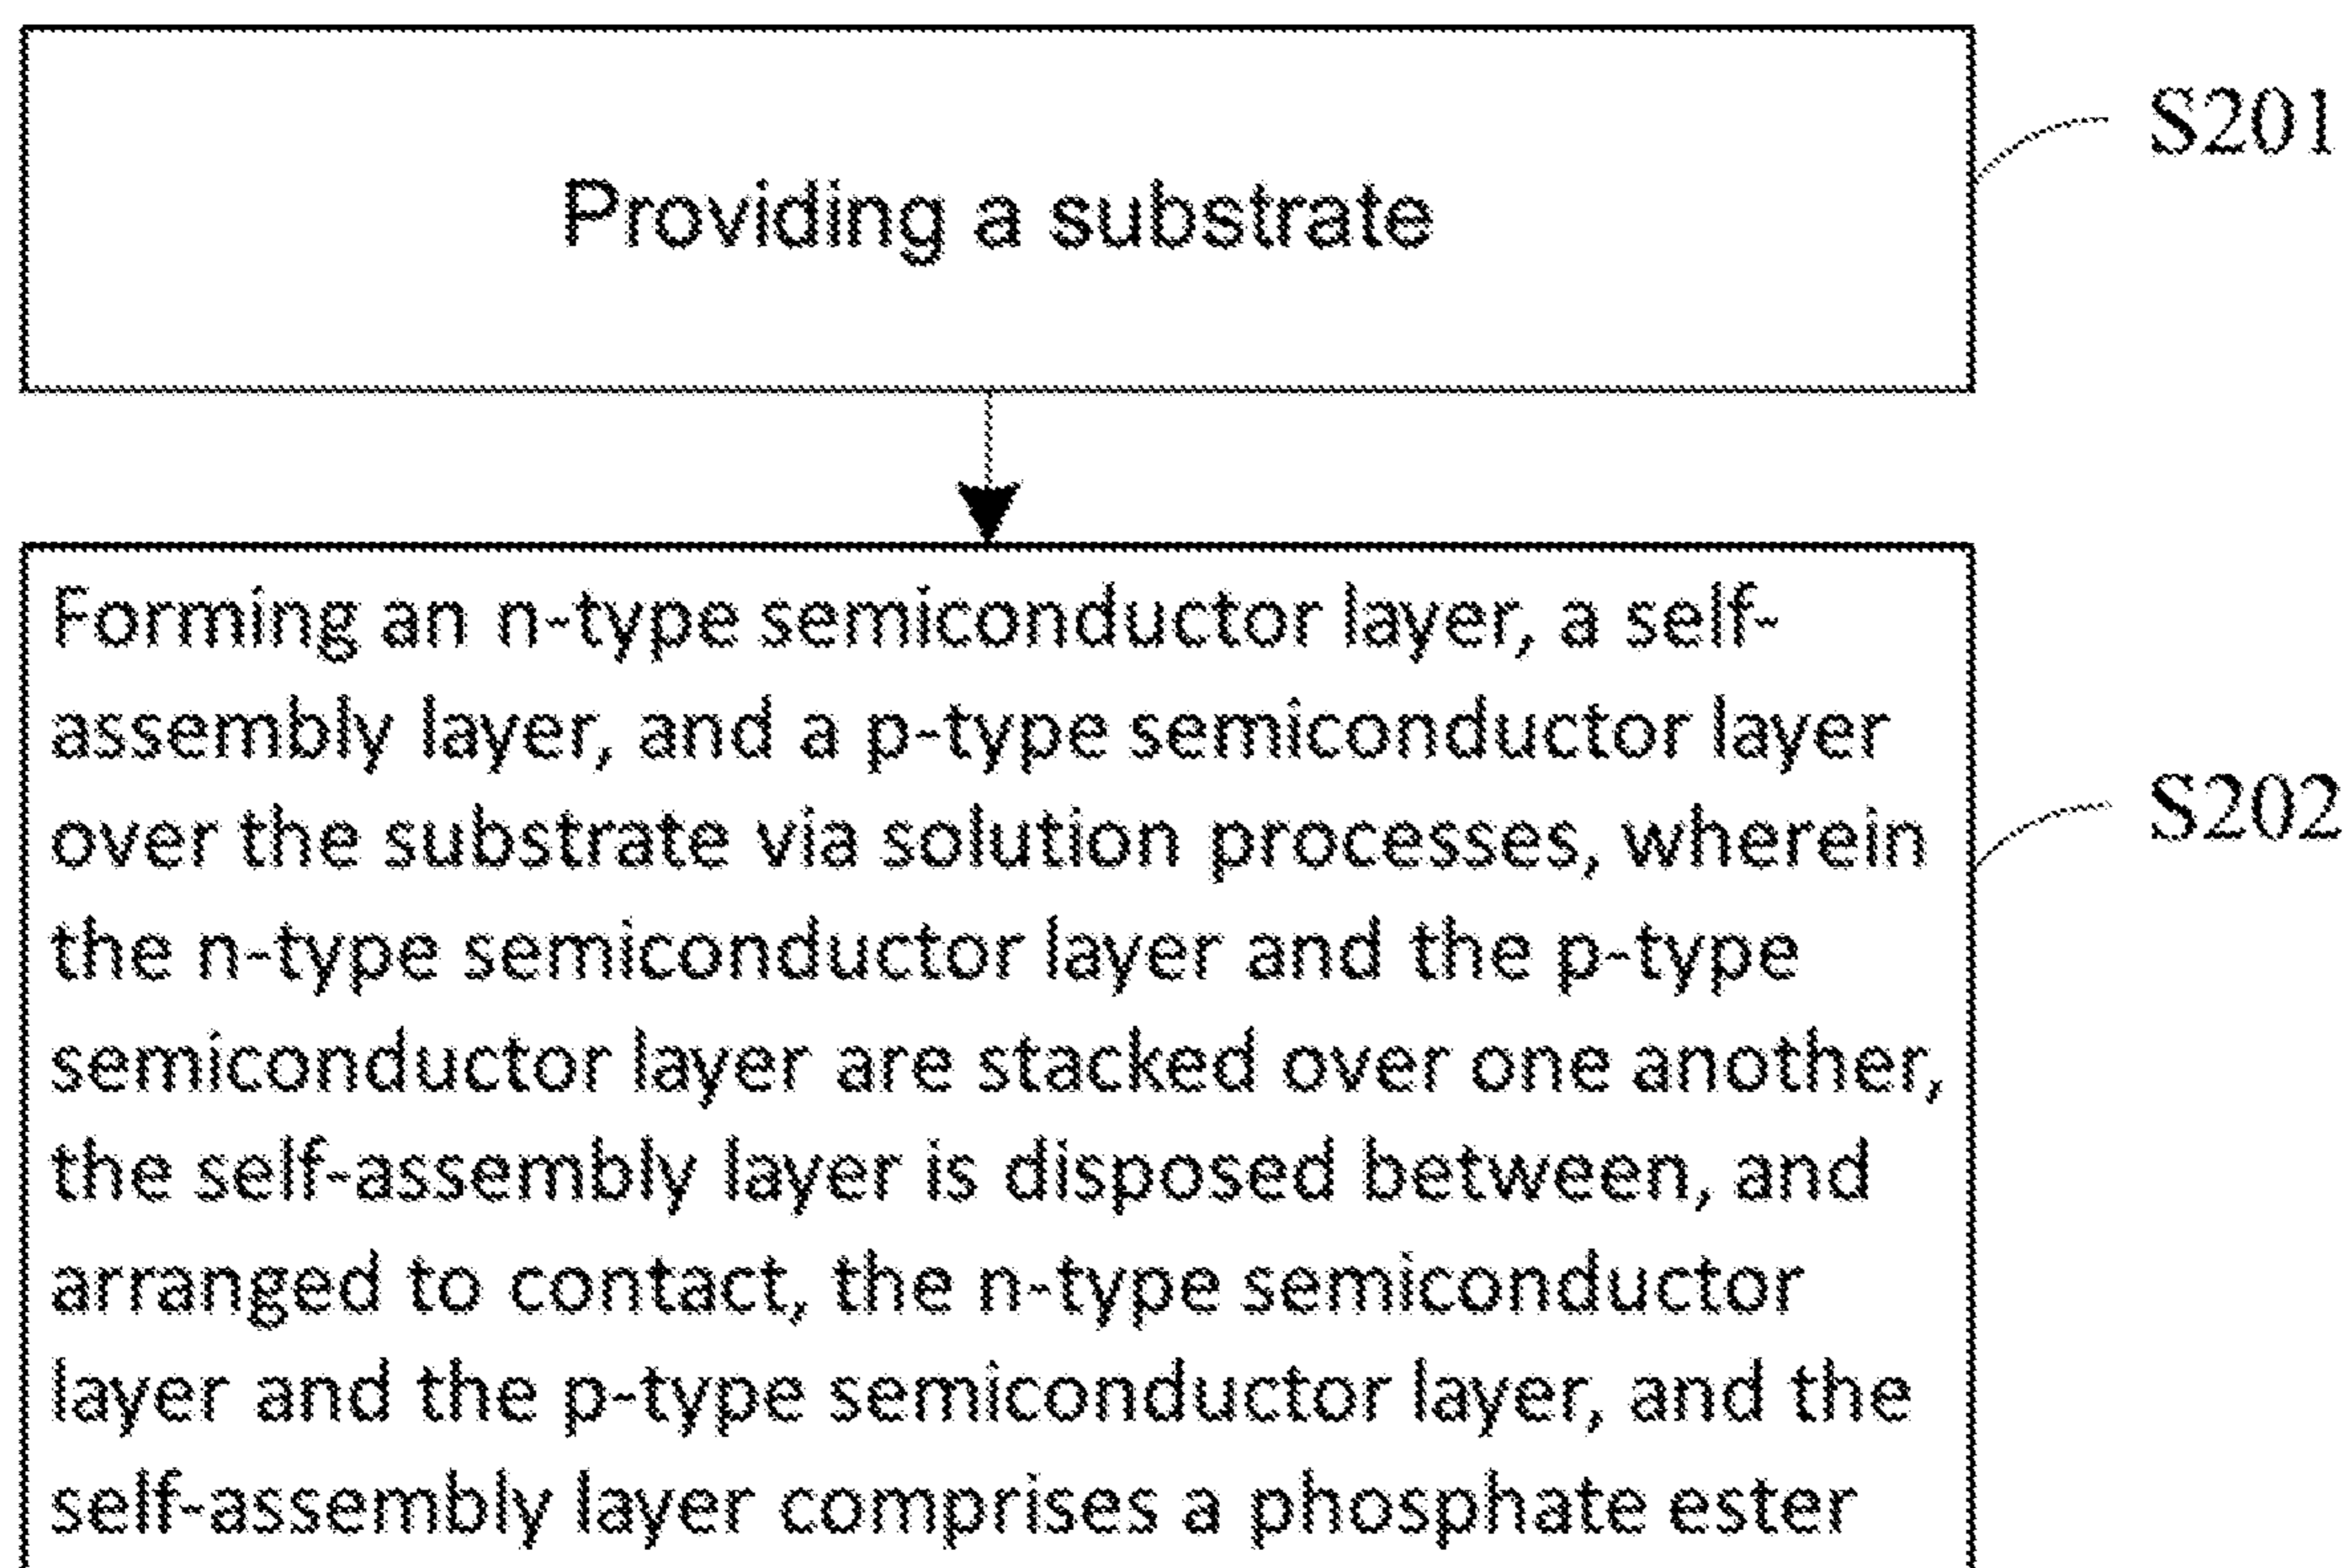 S201
Providing a substrate
Forming an n-type semiconductor layer, a self-
assembly layer, and a p-type semiconductor layer
over the substrate via solution processes, wherein
the n-type semiconductor layer and the p-type
semiconductor layer are stacked over one another,
the self-assembly layer is disposed between, and
arranged to contact, the n-type semiconductor
layer and the p-type semiconductor layer, and the
self-assembly layer comprises a phosphate ester
S202